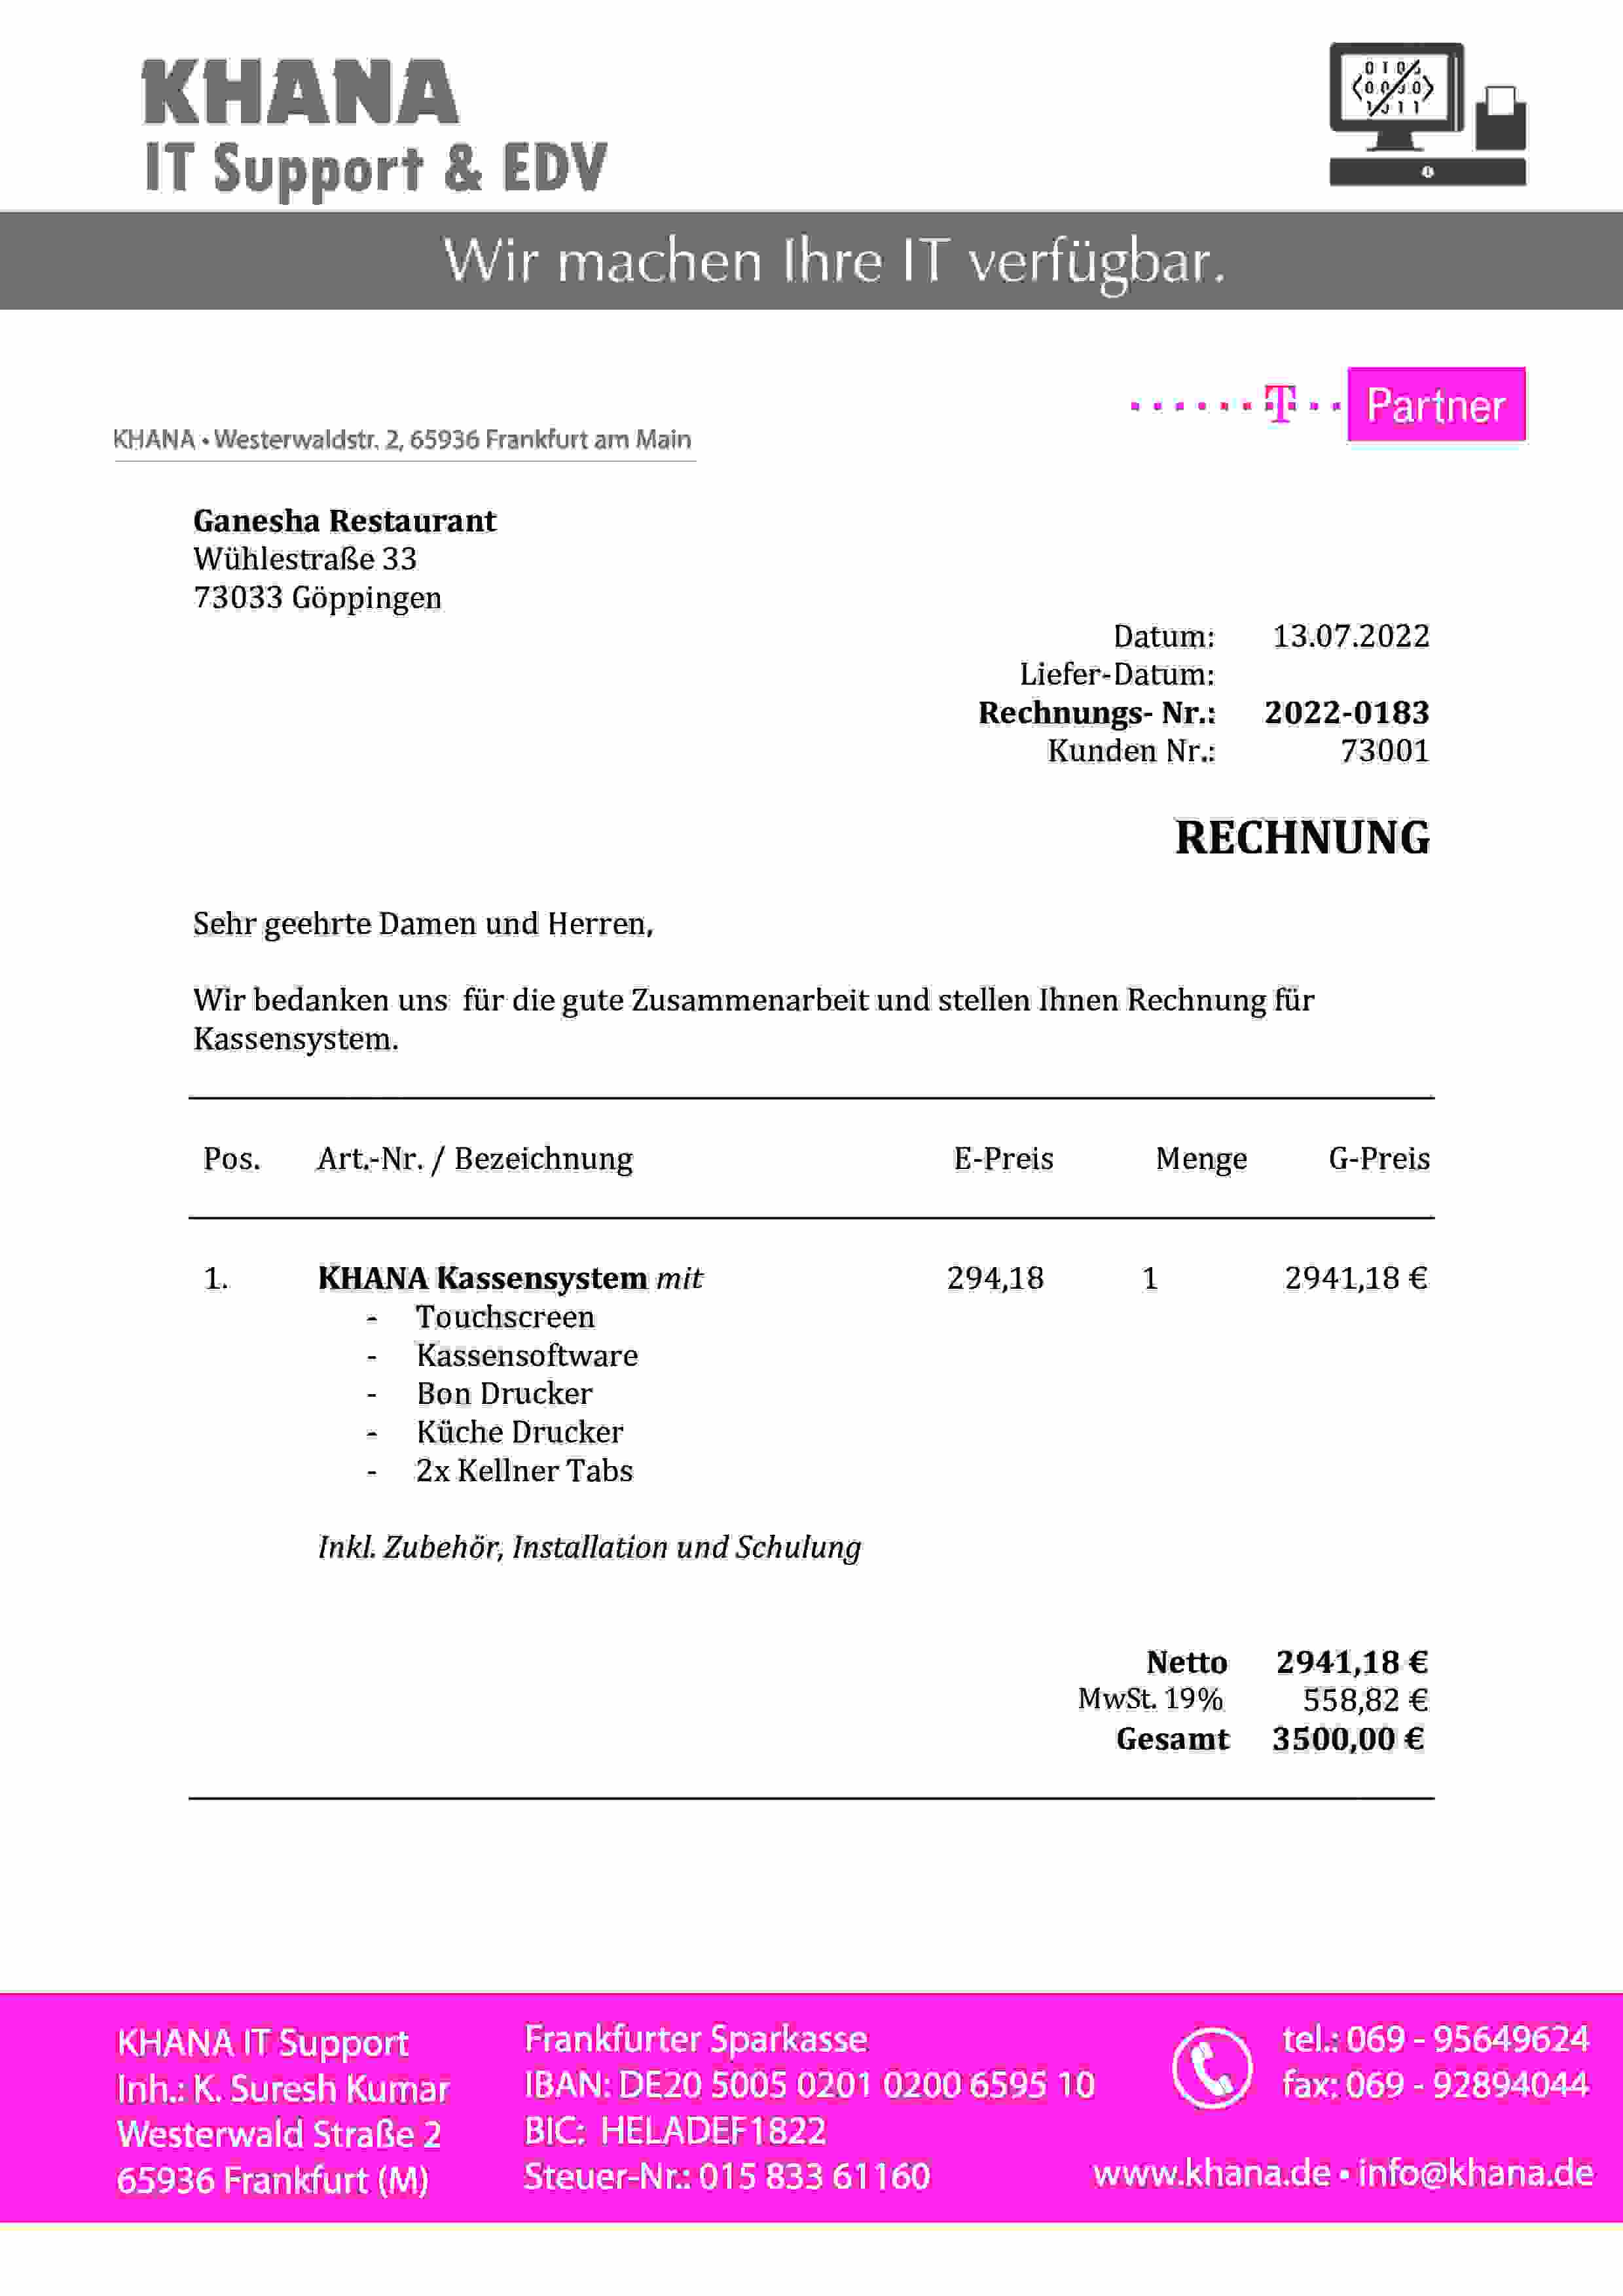 KHANA
IT Support & EDV
Wir machen Ihre IT verfügbar.
T Partner
KHANA • Westerwaldstr. 2, 65936 Frankfurt am Main
Ganesha Restaurant
Wühlestraße 33
73033 Göppingen
Datum: 13.07.2022
Liefer-Datum:
Rechnungs- Nr.: 2022-0183
Kunden Nr.: 73001
RECHNUNG
Sehr geehrte Damen und Herren,
Wir bedanken uns für die gute Zusammenarbeit und stellen Ihnen Rechnung für
Kassensystem.
Pos. Art.-Nr. / Bezeichnung E-Preis Menge G-Preis
1. KHANA Kassensystem mit 294,18 1 2941,18 €
- Touchscreen
- Kassensoftware
- Bon Drucker
- Küche Drucker
- 2x Kellner Tabs
Inkl. Zubehör, Installation und Schulung
Netto 2941,18 €
MwSt. 19% 558,82 €
Gesamt 3500,00 €
KHANA IT Support
Inh.: K. Suresh Kumar
Westerwald Straße 2
65936 Frankfurt (M)
Frankfurter Sparkasse
IBAN: DE20 5005 0201 0200 6595 10
BIC: HELADEF1822
Steuer-Nr.: 015 833 61160
tel.: 069 - 95649624
fax: 069 - 92894044
www.khana.de • info@khana.de